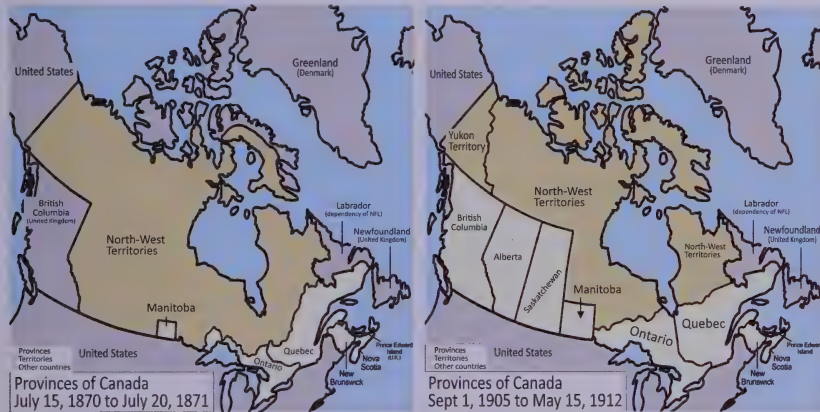 United States
Greenland
(Denmark)
British
Columbia
(United Kingdom)
North-West
Territories
Labrador
(dependency of NFL)
Newfoundland
(United Kingdom)
Manitoba
Ontario
Quebec
Prince Edward
Island
(U.K.)
Nova
Scotia
New
Brunswick
United States
Provinces
Territories
Other countries
Provinces of Canada
July 15, 1870 to July 20, 1871
United States
Greenland
(Denmark)
Yukon
Territory
North-West
Territories
British
Columbia
Alberta
Saskatchewan
Manitoba
Labrador
(dependency of NFL)
Newfoundland
(United Kingdom)
North-West
Territories
Ontario
Quebec
Prince Edward
Island
Nova
Scotia
New
Brunswick
United States
Provinces
Territories
Other countries
Provinces of Canada
Sept 1, 1905 to May 15, 1912